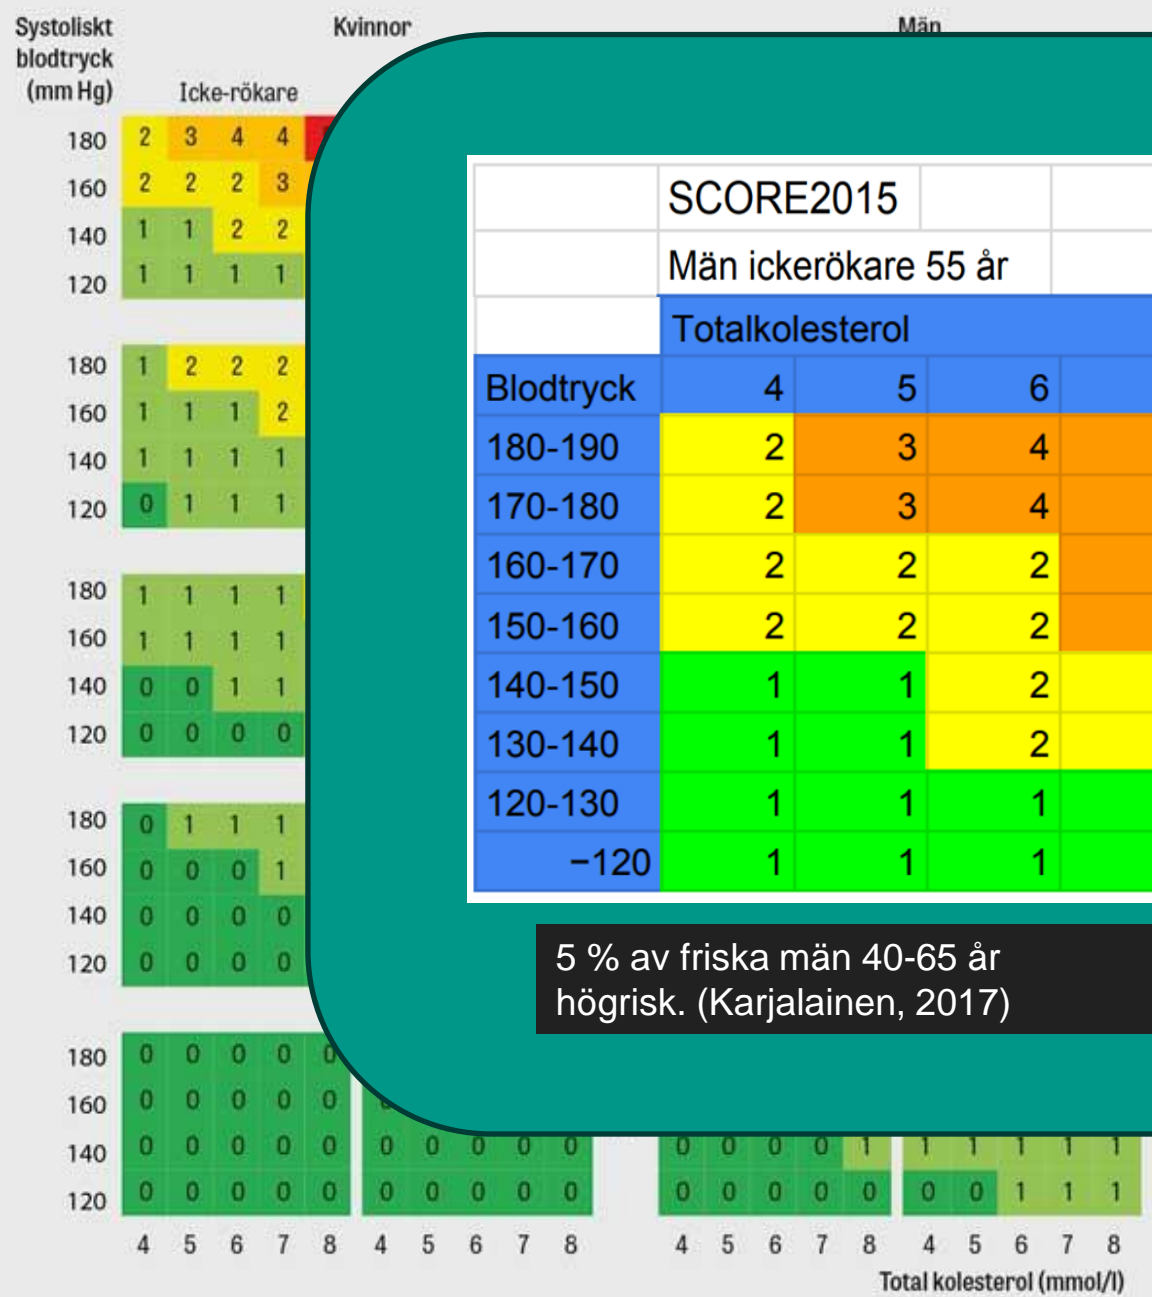 Systoliskt
blodtryck
(mm Hg)
Kvinnor
Män
Icke-rökare
180 2 3 4 4
160 2 2 2 3
140 1 1 2 2
120 1 1 1 1
180 1 2 2 2
160 1 1 1 2
140 1 1 1 1
120 0 1 1 1
180 1 1 1 1
160 1 1 1 1
140 0 0 1 1
120 0 0 0 0
180 0 1 1 1
160 0 0 0 1
140 0 0 0 0
120 0 0 0 0
180 0 0 0 0 0
160 0 0 0 0 0
140 0 0 0 0 0 0 0 0 0 0 0 0 0 0 1 1 1 1 1 1
120 0 0 0 0 0 0 0 0 0 0 0 0 0 0 0 0 0 1 1 1
4 5 6 7 8 4 5 6 7 8 4 5 6 7 8 4 5 6 7 8
Total kolesterol (mmol/l)
SCORE2015
Män ickerökare 55 år
Totalkolesterol
Blodtryck 4 5 6
180-190 2 3 4
170-180 2 3 4
160-170 2 2 2
150-160 2 2 2
140-150 1 1 2
130-140 1 1 2
120-130 1 1 1
−120 1 1 1
5 % av friska män 40-65 år
högrisk. (Karjalainen, 2017)